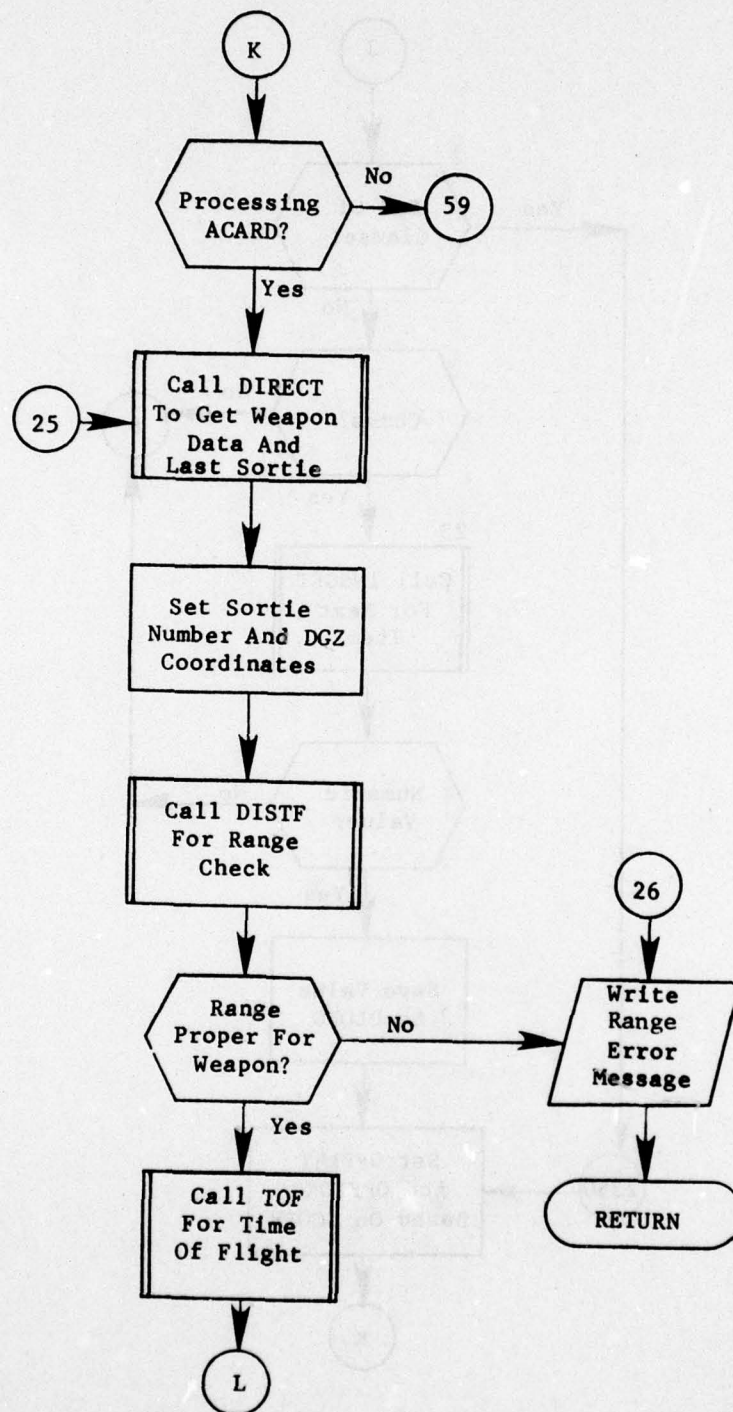 K
Processing
ACARD?
No
59
Yes
25
Call DIRECT
To Get Weapon
Data And
Last Sortie
Set Sortie
Number And DGZ
Coordinates
Call DISTF
For Range
Check
26
Range
Proper For
Weapon?
No
Write
Range
Error
Message
Yes
RETURN
Call TOF
For Time
Of Flight
L